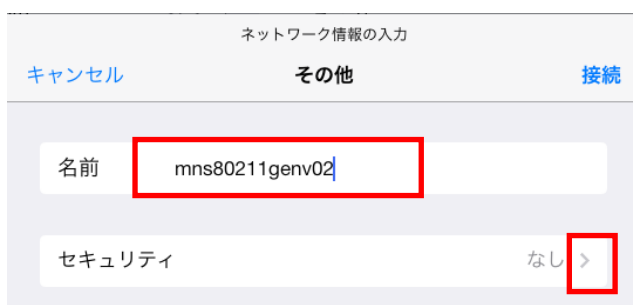 ネットワーク情報の入力
キャンセル その他 接続
名前 mns80211genv02
セキュリティ なし >